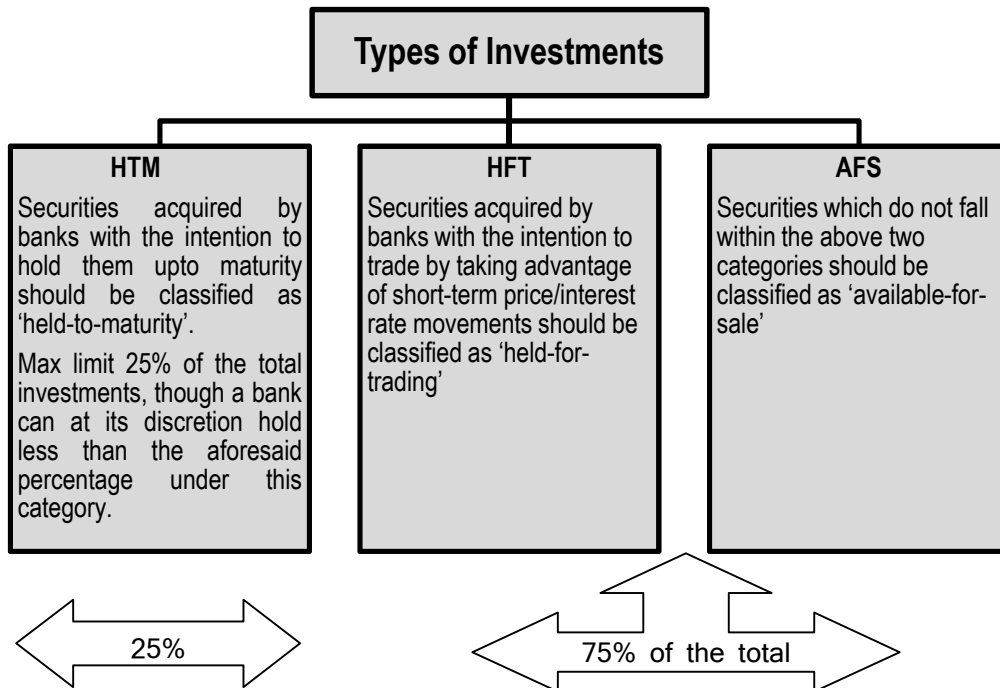 Types of Investments
HTM
Securities acquired by
banks with the intention to
hold them upto maturity
should be classified as
‘held-to-maturity’.
Max limit 25% of the total
investments, though a bank
can at its discretion hold
less than the aforesaid
percentage under this
category.
HFT
Securities acquired by
banks with the intention to
trade by taking advantage
of short-term price/interest
rate movements should be
classified as ‘held-for-
trading’
AFS
Securities which do not fall
within the above two
categories should be
classified as ‘available-for-
sale’
25%
75% of the total